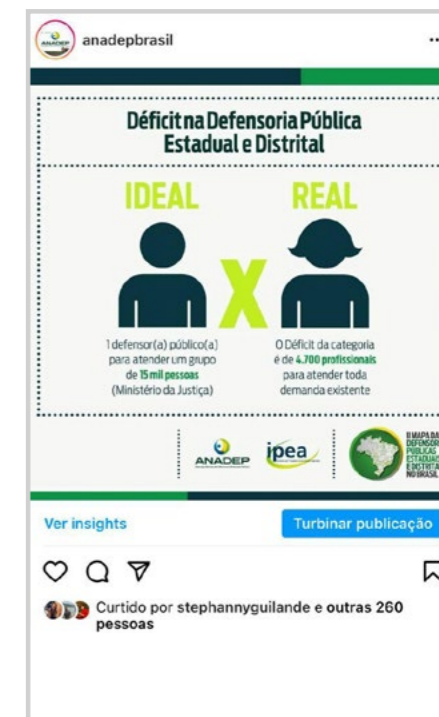 anadepbrasil
Déficit na Defensoria Pública
Estadual e Distrital
IDEAL
REAL
X
1 defensor(a) público(a)
para atender um grupo
de 15 mil pessoas
(Ministério da Justiça)
O Déficit da categoria
é de 4.700 profissionais
para atender toda
demanda existente
ANADEP
ipea
II MAPA DA
DEFENSORIA
PÚBLICAS
ESTADUAIS
E DISTRITAL
NO BRASIL
Ver insights
Turbinar publicação
Curtido por stephannyguilande e outras 260
pessoas